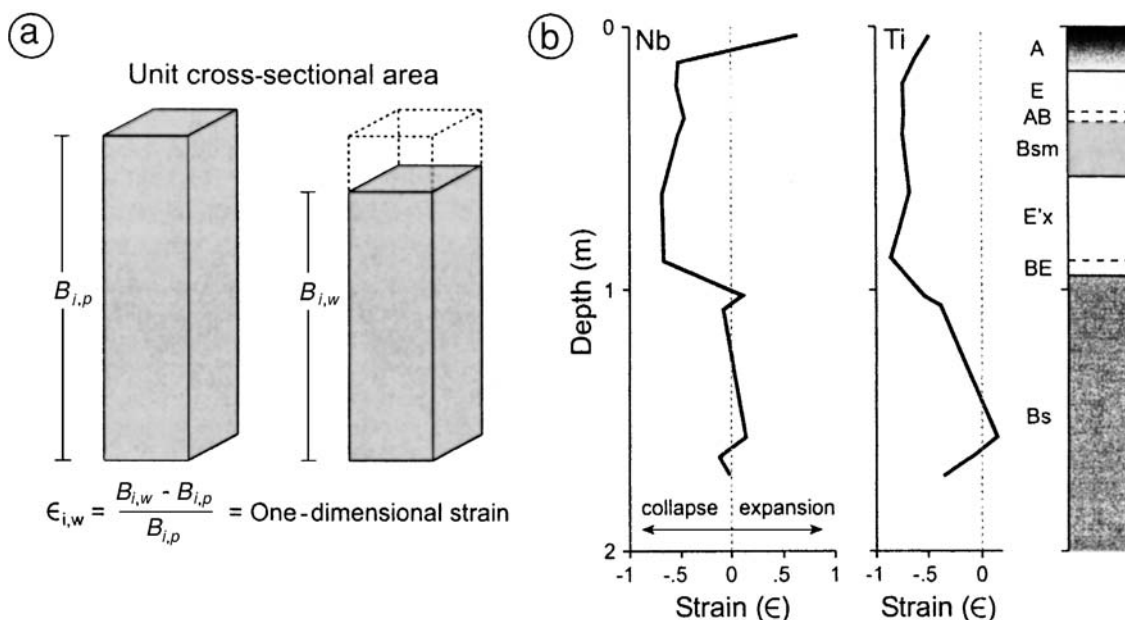 a
Unit cross-sectional area
B_{i,p}
B_{i,w}
ϵ_{i,w} = \frac{B_{i,w} - B_{i,p}}{B_{i,p}} = One-dimensional strain
b
Nb
Ti
Depth (m)
0
1
2
collapse expansion
-1 -.5 0 .5 1
Strain (ϵ)
-1 -.5 0
Strain (ϵ)
A
E
AB
Bsm
E'x
BE
Bs